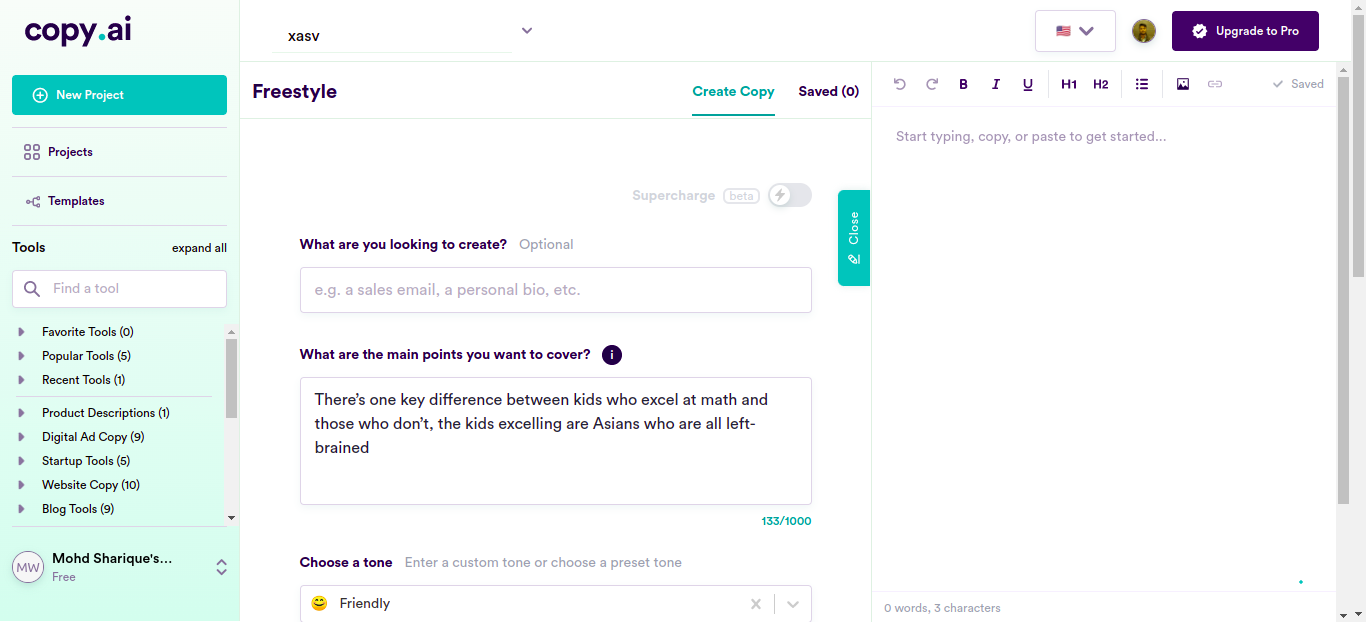 copy.ai
xasv
Upgrade to Pro
New Project
Projects
Templates
Tools
expand all
Find a tool
Favorite Tools (0)
Popular Tools (5)
Recent Tools (1)
Product Descriptions (1)
Digital Ad Copy (9)
Startup Tools (5)
Website Copy (10)
Blog Tools (9)
MW
Mohd Sharique's...
Free
Freestyle
Create Copy
Saved (0)
Supercharge beta
What are you looking to create? Optional
e.g. a sales email, a personal bio, etc.
What are the main points you want to cover? i
There’s one key difference between kids who excel at math and
those who don’t, the kids excelling are Asians who are all left-
brained
133/1000
Choose a tone Enter a custom tone or choose a preset tone
Friendly
Close
B I U H1 H2
Saved
Start typing, copy, or paste to get started...
0 words, 3 characters